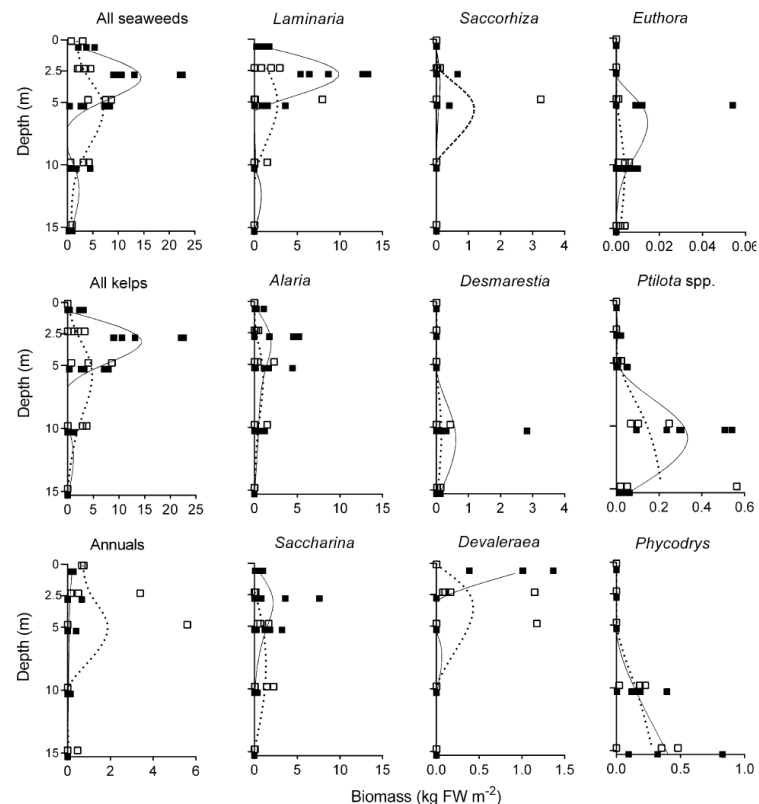 All seaweeds
Laminaria
Saccorhiza
Euthora
Depth (m)
0
2.5
5
10
15
0 5 10 15 20 25
0 5 10 15
0 1 2 3 4
0.00 0.02 0.04 0.06
All kelps
Alaria
Desmarestia
Ptilota spp.
Depth (m)
0
2.5
5
10
15
0 5 10 15 20 25
0 5 10 15
0 1 2 3 4
0.0 0.2 0.4 0.6
Annuals
Saccharina
Devaleraea
Phycodrys
Depth (m)
0
2.5
5
10
15
0 2 4 6
0 5 10 15
0.0 0.5 1.0 1.5
0.0 0.5 1.0
Biomass (kg FW m⁻²)